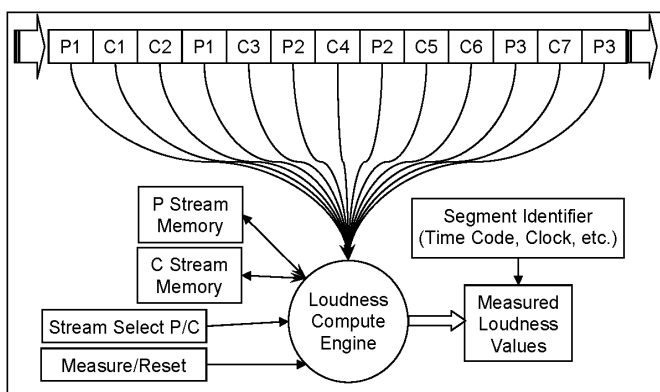 P1 C1 C2 P1 C3 P2 C4 P2 C5 C6 P3 C7 P3
P Stream
Memory
C Stream
Memory
Stream Select P/C
Measure/Reset
Loudness
Compute
Engine
Segment Identifier
(Time Code, Clock, etc.)
Measured
Loudness
Values